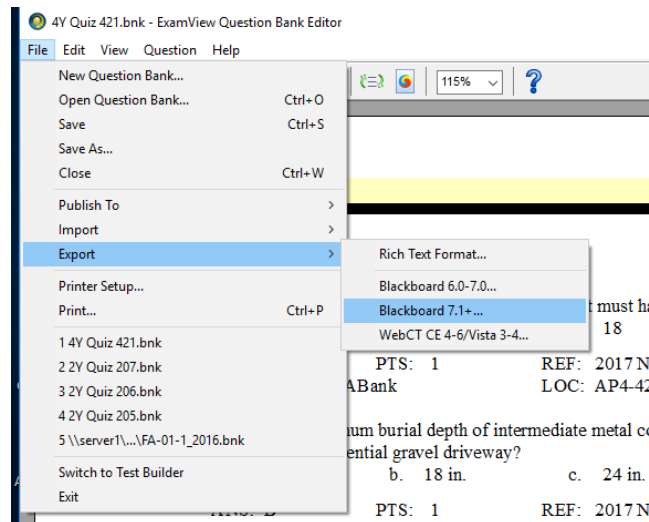 4Y Quiz 421.bnk - ExamView Question Bank Editor
File Edit View Question Help
115%
New Question Bank...
Open Question Bank... Ctrl+O
Save Ctrl+S
Save As...
Close Ctrl+W
Publish To
Import
Export
Printer Setup...
Print... Ctrl+P
1 4Y Quiz 421.bnk
2 2Y Quiz 207.bnk
3 2Y Quiz 206.bnk
4 2Y Quiz 205.bnk
5 \\server1\...\FA-01-1_2016.bnk
Switch to Test Builder
Exit
Rich Text Format...
Blackboard 6.0-7.0...
Blackboard 7.1+...
WebCT CE 4-6/Vista 3-4...
must ha
18
PTS: 1 REF: 2017 N
ABank LOC: AP4-42
um burial depth of intermediate metal co
ential gravel driveway?
b. 18 in. c. 24 in.
PTS: 1 REF: 2017 N